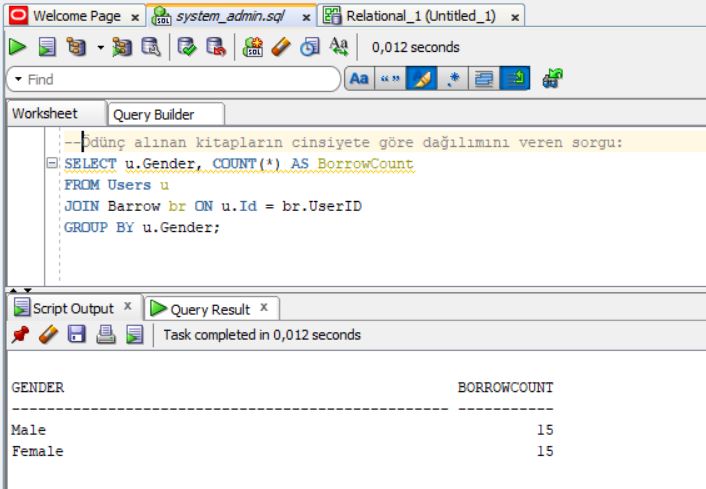 Welcome Page
system_admin.sql
Relational_1 (Untitled_1)
0,012 seconds
Find
Aa “”
Worksheet
Query Builder
--Ödünç alınan kitapların cinsiyete göre dağılımını veren sorgu:
SELECT u.Gender, COUNT(*) AS BorrowCount
FROM Users u
JOIN Barrow br ON u.Id = br.UserID
GROUP BY u.Gender;
Script Output
Query Result
Task completed in 0,012 seconds
GENDER BORROWCOUNT
-------------------------------------------------- -----------
Male 15
Female 15